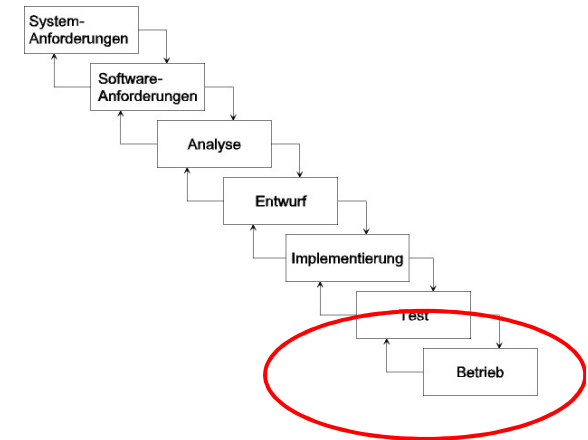 System-
Anforderungen
Software-
Anforderungen
Analyse
Entwurf
Implementierung
Test
Betrieb